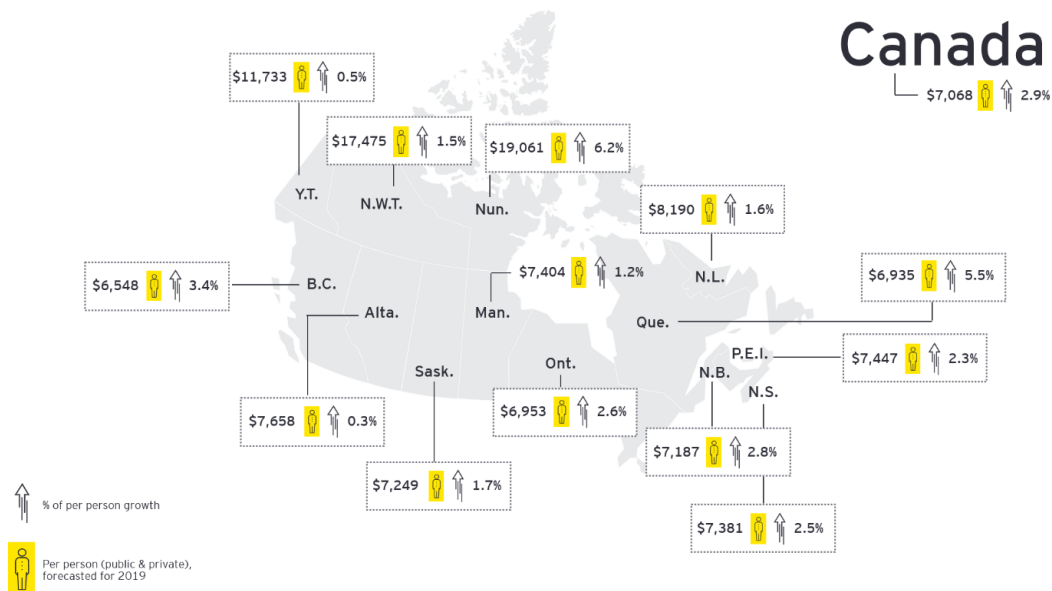 Canada
$7,068 2.9%
$11,733 0.5%
$17,475 1.5%
$19,061 6.2%
Y.T.
N.W.T.
Nun.
$8,190 1.6%
N.L.
$6,548 3.4%
B.C.
$7,404 1.2%
Man.
$6,935 5.5%
Que.
Alta.
$7,447 2.3%
P.E.I.
N.B.
N.S.
Sask.
Ont.
$7,658 0.3%
$6,953 2.6%
$7,187 2.8%
$7,249 1.7%
$7,381 2.5%
% of per person growth
Per person (public & private),
forecasted for 2019